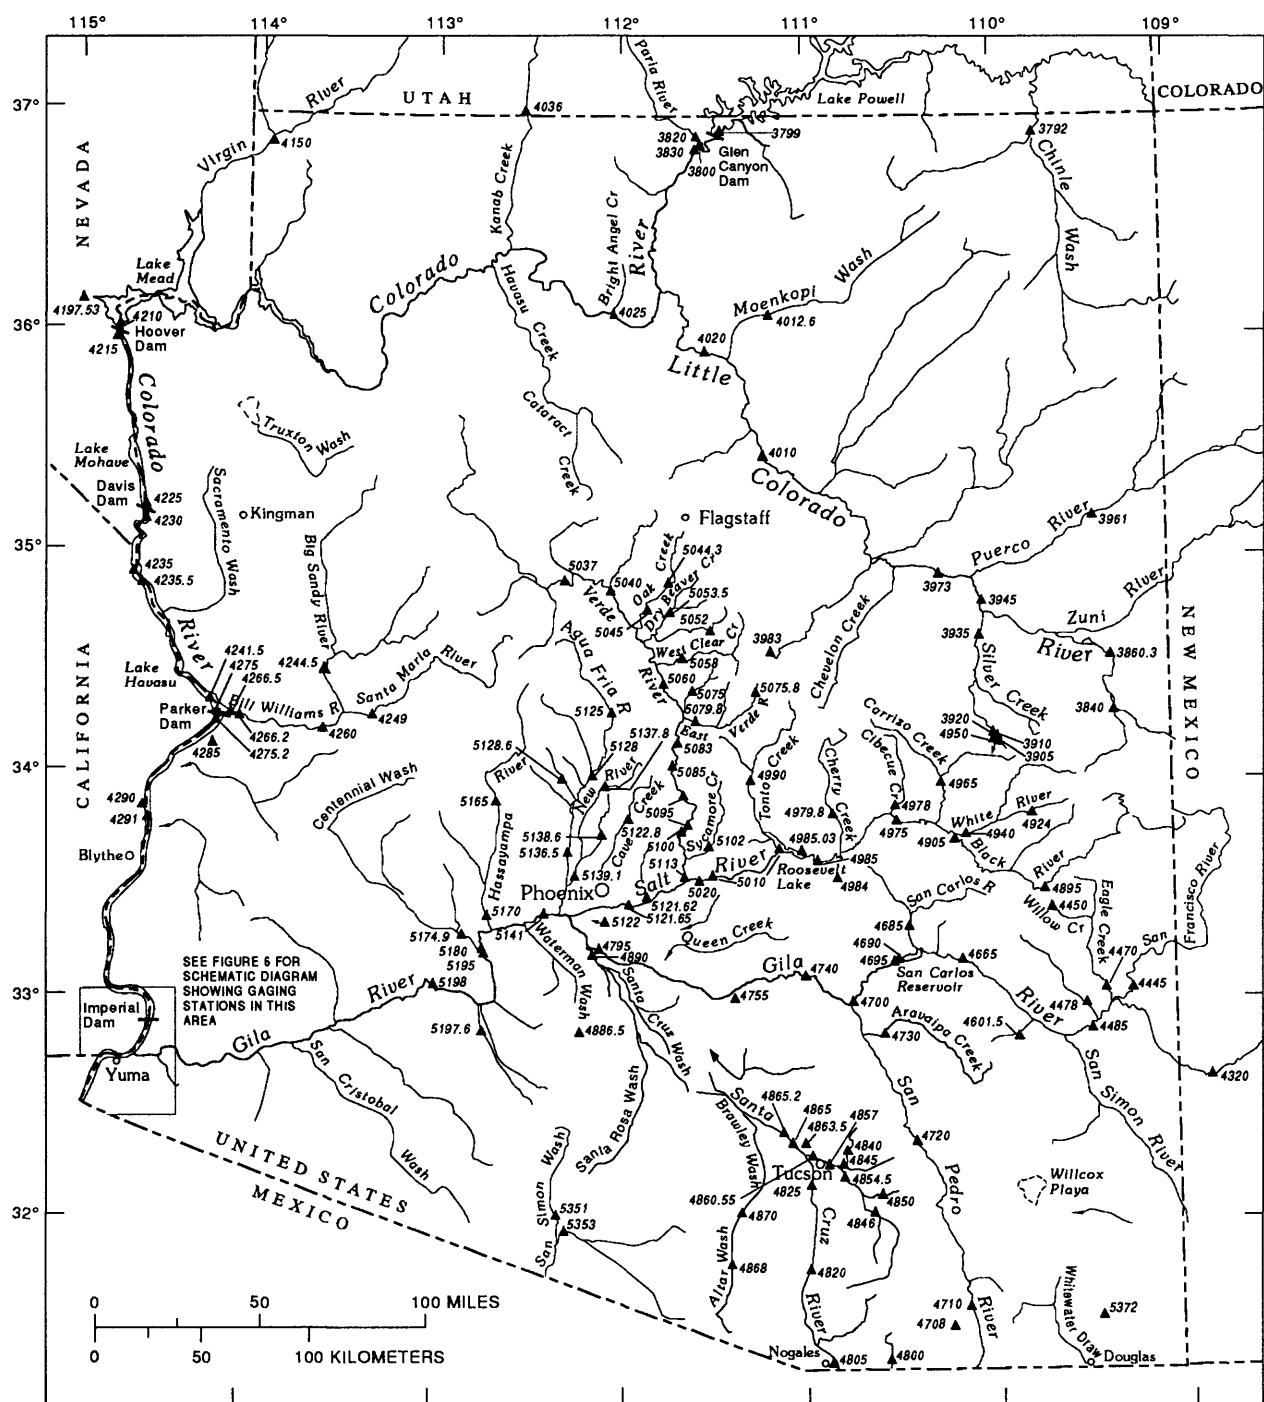 115°
114°
113°
112°
111°
110°
109°
37°
36°
35°
34°
33°
32°
UTAH
COLORADO
NEVADA
CALIFORNIA
NEW MEXICO
Virgin River
4150
4036
Kanab Creek
Paria River
3820
3830
3800
3799
Glen
Canyon
Dam
Lake Powell
3792
Chinle Wash
Lake
Mead
4197.53
4210
Hoover
Dam
4215
Colorado River
Bright Angel Cr
4025
Havasu Creek
Cataract Creek
Moenkopi Wash
4012.6
4020
Little Colorado River
4010
Colorado River
Truxton Wash
Lake
Mohave
Davis
Dam
4225
4230
Sacramento Wash
Kingman
4235
4235.5
Big Sandy River
Flagstaff
Puerco River
3961
3973
Zuni River
3945
3935
3860.3
3840
Silver Creek
Chevelon Creek
3983
5037
5040
Verde River
Oak Creek
5044.3
Dry Beaver Cr
5053.5
5045
5052
West Clear Cr
5058
5060
5075
5079.8
5075.8
East Verde R
5083
5085
Agua Fria R
5125
5128
5128.6
5137.8
New River
4241.5
4275
4266.5
4244.5
Lake
Havasu
Parker
Dam
Bill Williams R
Santa Maria River
4249
4260
4266.2
4275.2
4285
Centennial Wash
4290
4291
Blythe
5165
Hassayampa River
5138.6
5136.5
5139.1
Cave Creek
5095
5122.8
5100
5113
Sycamore Cr
5102
Tonto Creek
4990
Cherry Creek
4979.8
Cibecue Cr
4978
4975
Carrizo Creek
4965
3920
4950
3910
3905
White River
4940
4924
4905
Black River
4895
4985.03
4985
4984
Roosevelt
Lake
Salt River
5010
5020
5121.62
5121.65
5122
Phoenix
5170
5141
5174.9
5180
5195
5198
5197.6
Waterman Wash
4886.5
4795
4890
Queen Creek
San Carlos R
4685
4690
4695
San Carlos
Reservoir
4665
Willow Cr
4450
Eagle Creek
4470
San Francisco River
4445
4478
4485
4320
4601.5
Gila River
4740
4755
4700
Aravaipa Creek
4730
San Simon River
SEE FIGURE 6 FOR
SCHEMATIC DIAGRAM
SHOWING GAGING
STATIONS IN THIS
AREA
Imperial
Dam
Yuma
Gila River
San Cristobal Wash
Santa Cruz Wash
Santa Rosa Wash
Brawley Wash
Santa Cruz River
4865.2
4865
4863.5
4857
4840
4845
4854.5
4850
4846
Tucson
4825
4860.55
4870
4868
Altar Wash
4820
4805
4800
Nogales
San Pedro River
4720
4710
4708
Willcox
Playa
Whitewater Draw
5372
Douglas
San Simon Wash
5351
5353
UNITED STATES
MEXICO
0 50 100 MILES
0 50 100 KILOMETERS